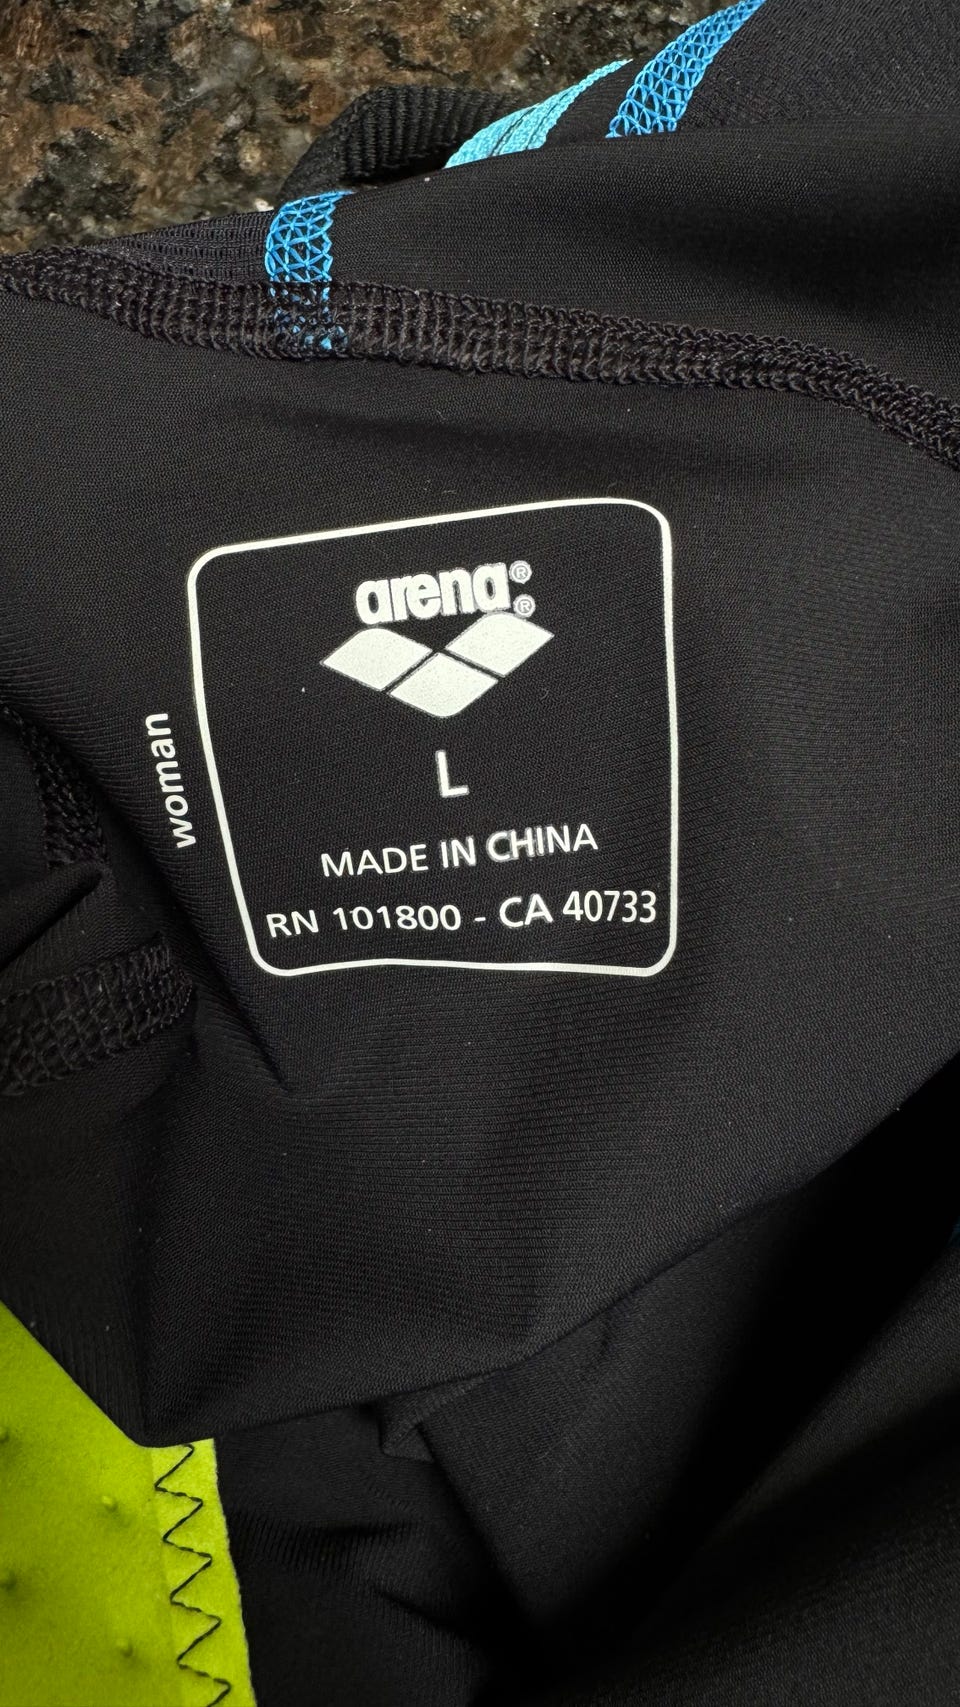 arena®
®
L
MADE IN CHINA
RN 101800 - CA 40733
woman